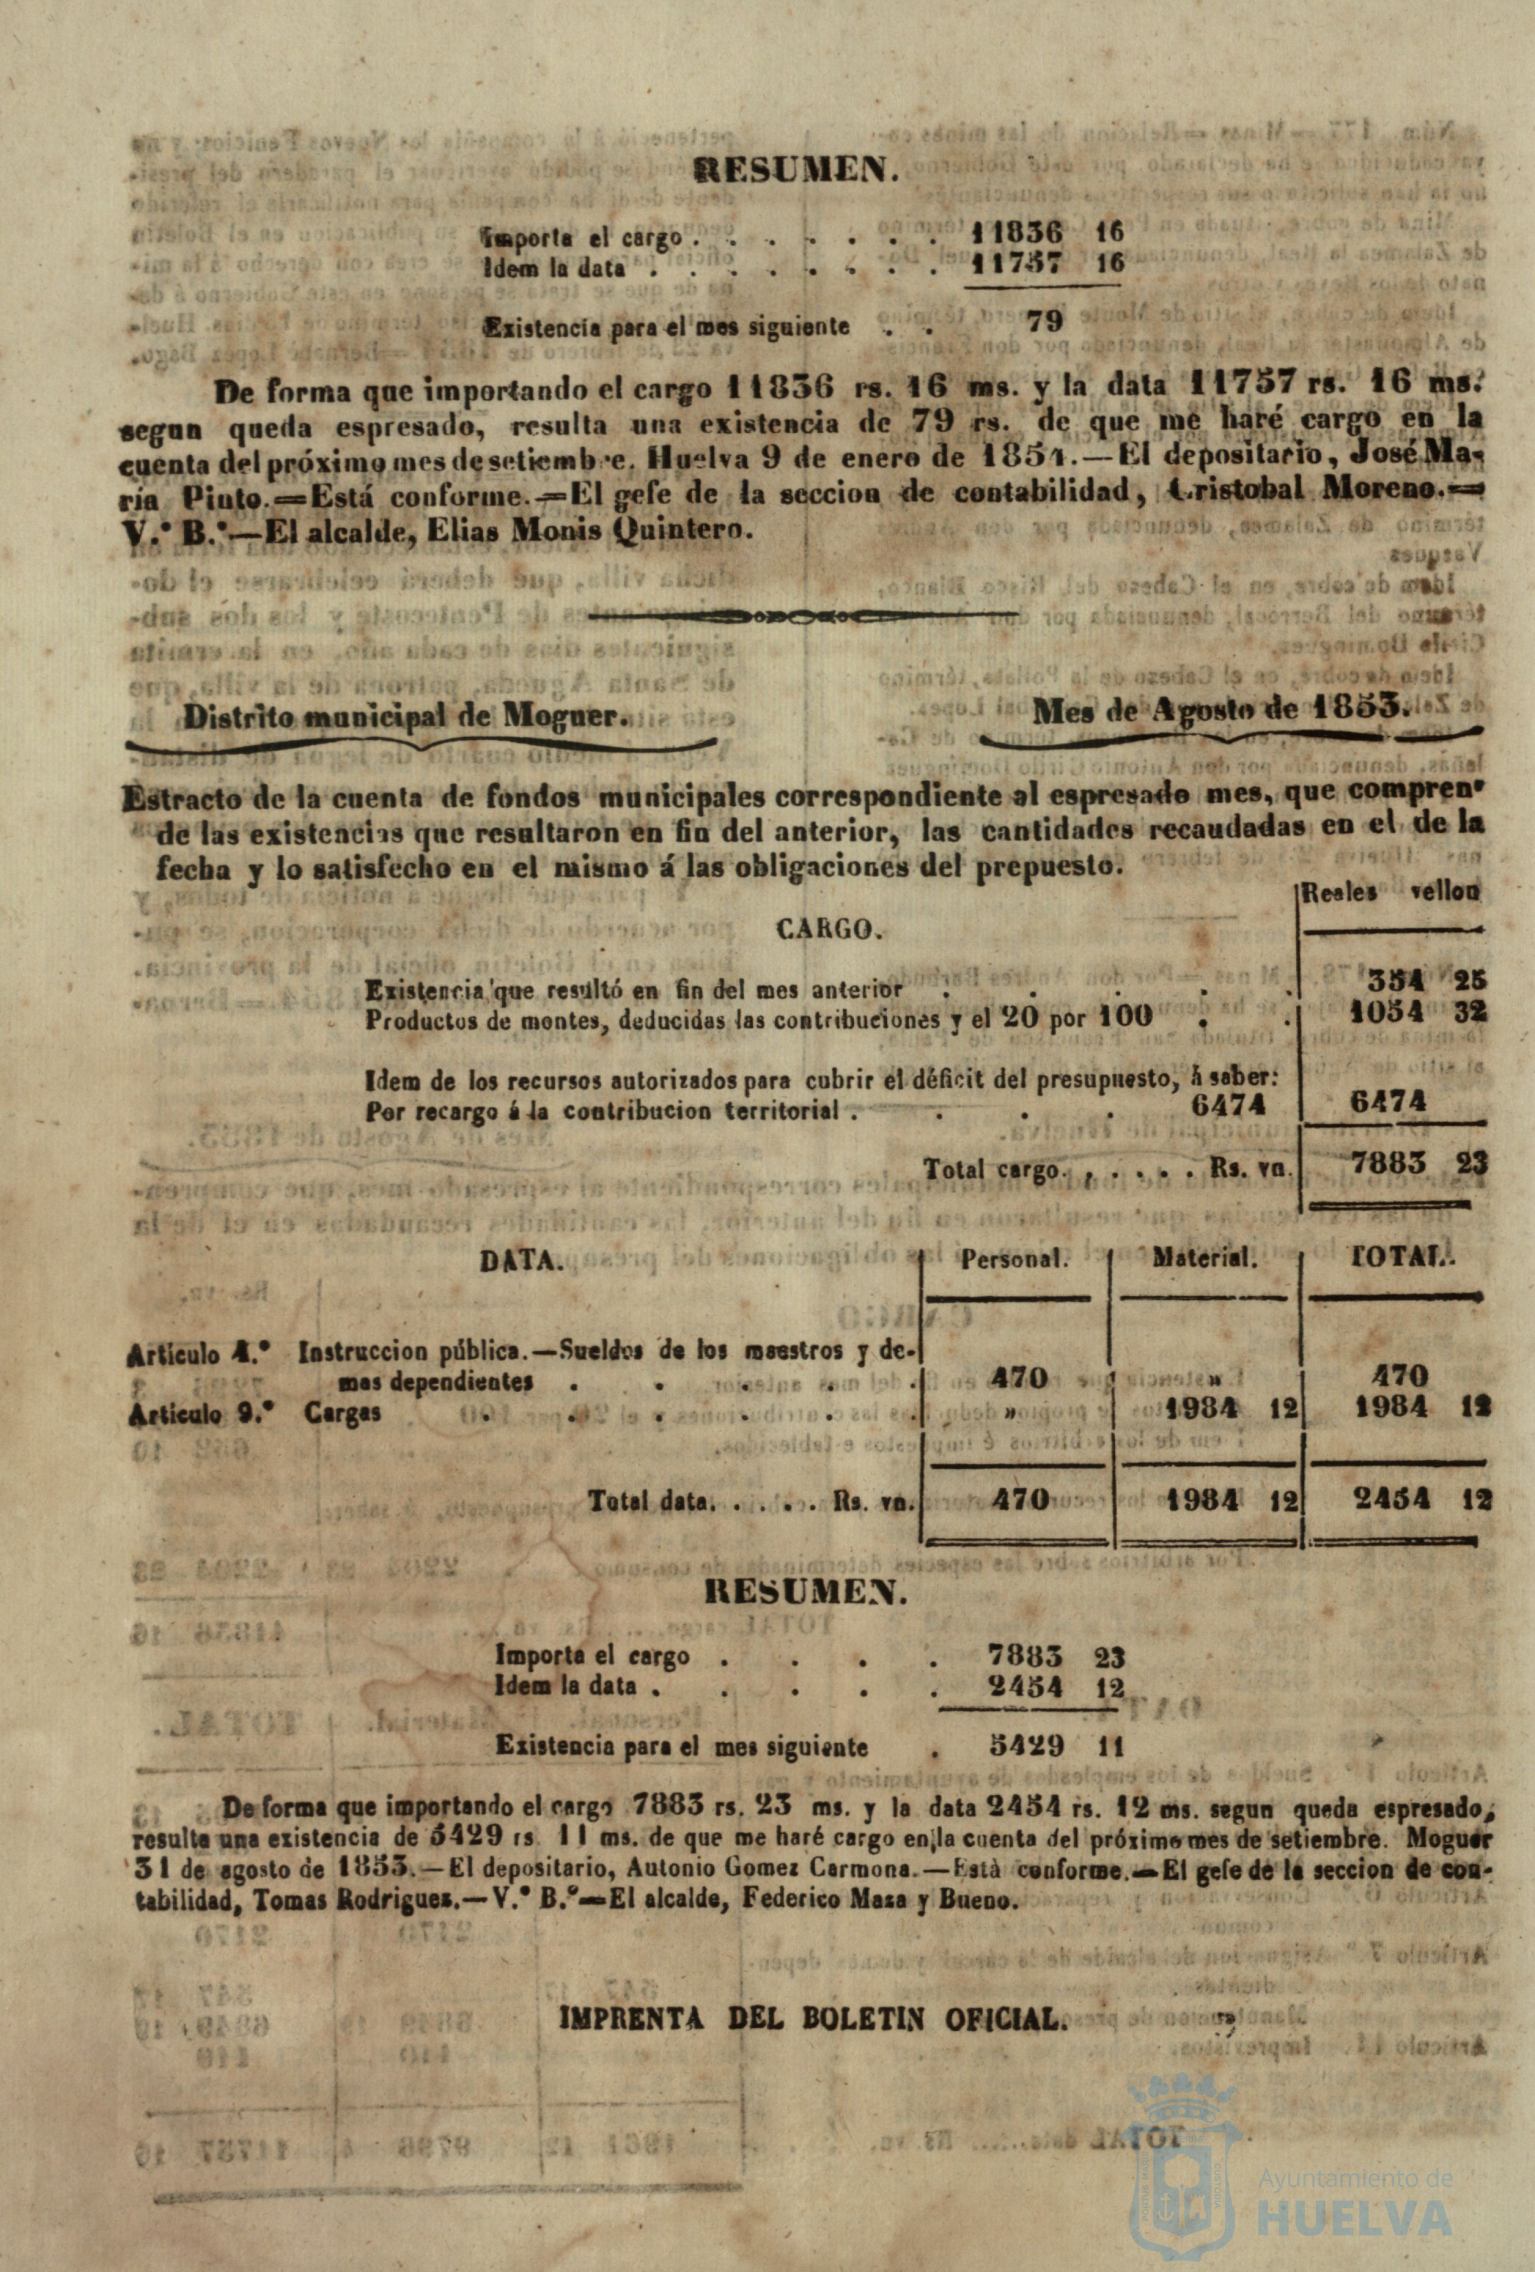 RESUMEN.
Importa el cargo . . . . . . . 11836 16
Idem la data . . . . . . . . 11757 16
Existencia para el mes siguiente . . 79
De forma que importando el cargo 11836 rs. 16 ms. y la data 11757 rs. 16 ms.
segun queda espresado, resulta una existencia de 79 rs. de que me haré cargo en la
cuenta del próximo mes de setiembre. Huelva 9 de enero de 1854.—El depositario, José Ma-
ria Pinto.=Está conforme.=El gefe de la seccion de contabilidad, Cristobal Moreno.=
V.° B.°—El alcalde, Elias Monis Quintero.
Distrito municipal de Moguer. Mes de Agosto de 1853.
Estracto de la cuenta de fondos municipales correspondiente al espresado mes, que compren-
de las existencias que resultaron en fin del anterior, las cantidades recaudadas en el de la
fecha y lo satisfecho en el mismo á las obligaciones del prepuesto.
Reales vellon
CARGO.
Existencia que resultó en fin del mes anterior . . . . . 354 25
Productos de montes, deducidas las contribuciones y el 20 por 100 . . 1054 32
Idem de los recursos autorizados para cubrir el déficit del presupuesto, á saber:
Por recargo á la contribucion territorial . . . . 6474 6474
Total cargo. , . . . . Rs. vn. 7883 23
DATA. Personal. Material. TOTAL.
Artículo 4.° Instruccion pública.—Sueldos de los maestros y de-
mas dependientes . . . . . 470 » 470
Artículo 9.° Cargas . . . . . . » 1984 12 1984 12
Total data. . . . . Rs. vn. 470 1984 12 2454 12
RESUMEN.
Importa el cargo . . . . 7883 23
Idem la data . . . . . 2454 12
Existencia para el mes siguiente . 5429 11
De forma que importando el cargo 7883 rs. 23 ms. y la data 2454 rs. 12 ms. segun queda espresado,
resulta una existencia de 5429 rs 11 ms. de que me haré cargo en la cuenta del próximo mes de setiembre. Moguer
31 de agosto de 1853.—El depositario, Antonio Gomez Carmona.—Està conforme.=El gefe de la seccion de con-
tabilidad, Tomas Rodriguez.—V.° B.°=El alcalde, Federico Maza y Bueno.
IMPRENTA DEL BOLETIN OFICIAL.
Ayuntamiento de
HUELVA